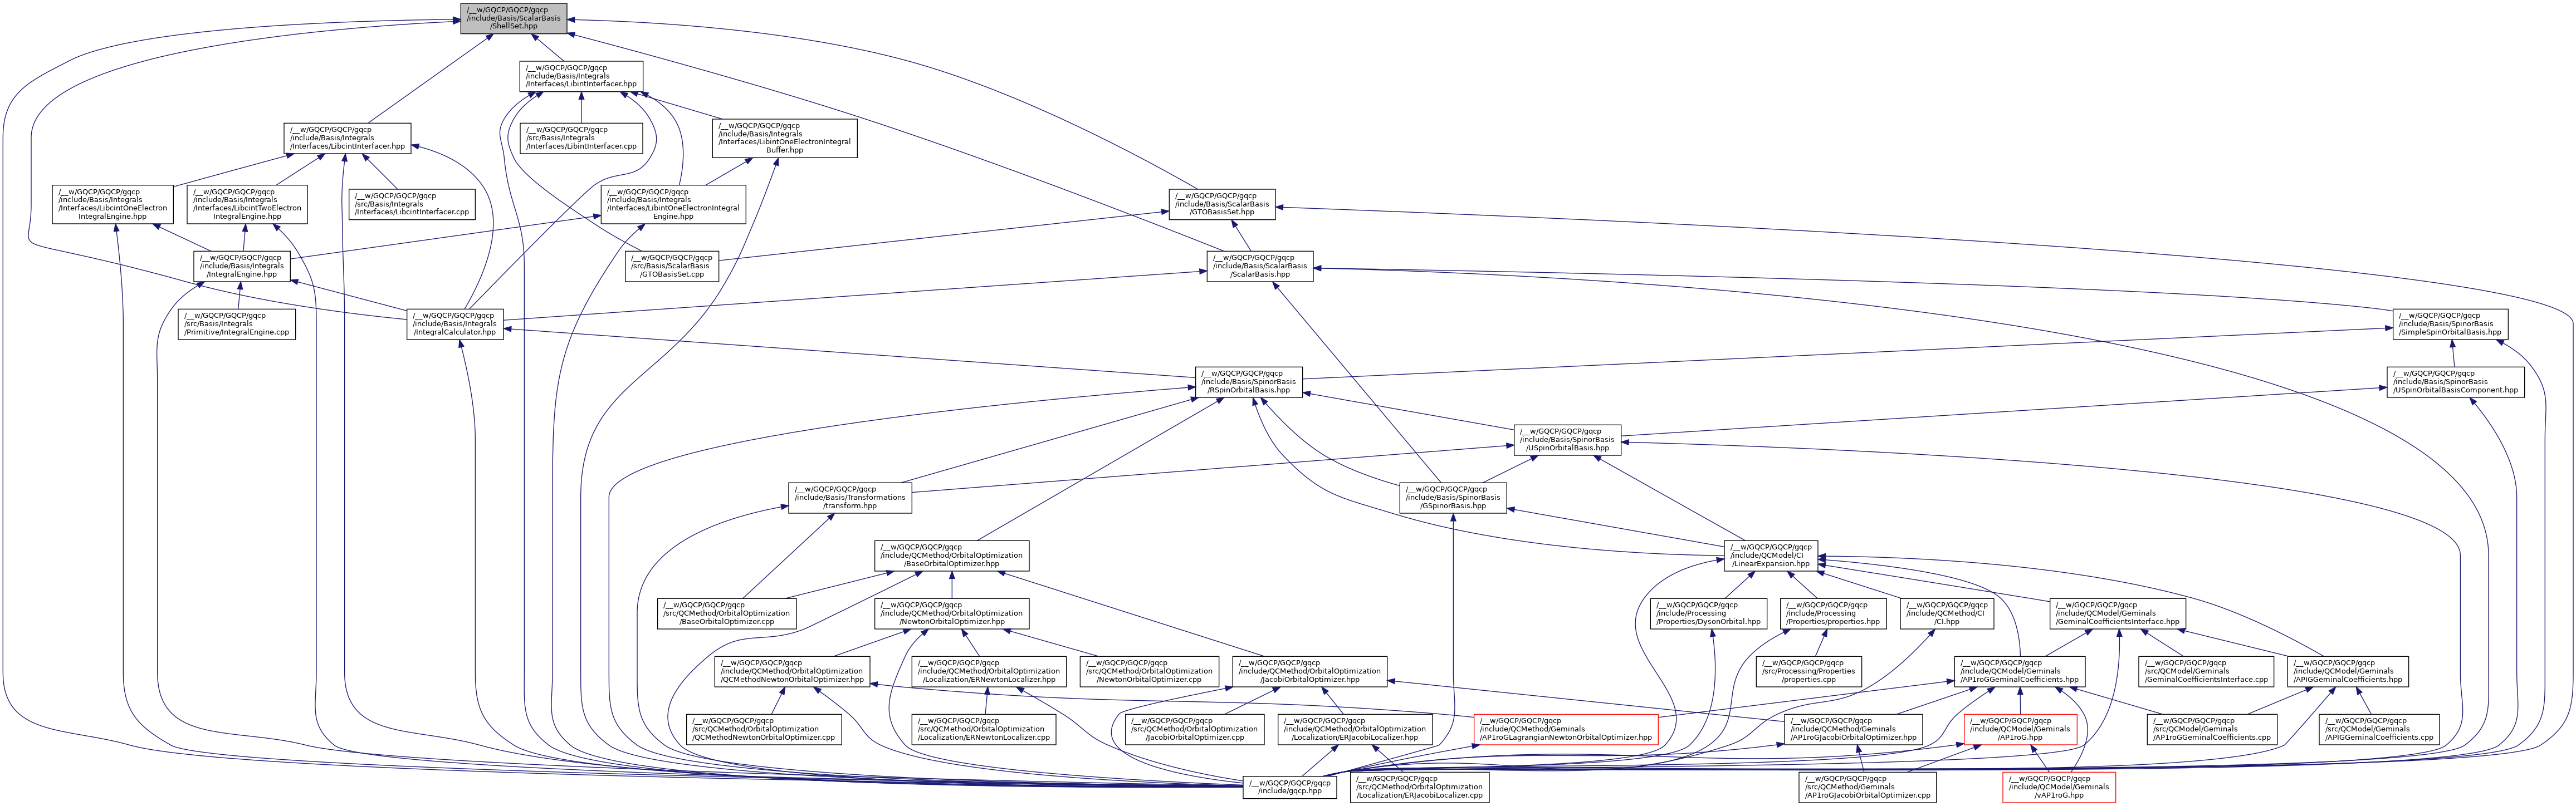 /__w/GQCP/GQCP/gqcp
/include/Basis/ScalarBasis
/ShellSet.hpp
/__w/GQCP/GQCP/gqcp
/include/Basis/Integrals
/Interfaces/LibintInterfacer.hpp
/__w/GQCP/GQCP/gqcp
/include/Basis/Integrals
/Interfaces/LibcintInterfacer.hpp
/__w/GQCP/GQCP/gqcp
/src/Basis/Integrals
/Interfaces/LibintInterfacer.cpp
/__w/GQCP/GQCP/gqcp
/include/Basis/Integrals
/Interfaces/LibintOneElectronIntegral
Buffer.hpp
/__w/GQCP/GQCP/gqcp
/include/Basis/Integrals
/Interfaces/LibcintOneElectron
IntegralEngine.hpp
/__w/GQCP/GQCP/gqcp
/include/Basis/Integrals
/Interfaces/LibcintTwoElectron
IntegralEngine.hpp
/__w/GQCP/GQCP/gqcp
/src/Basis/Integrals
/Interfaces/LibcintInterfacer.cpp
/__w/GQCP/GQCP/gqcp
/include/Basis/Integrals
/Interfaces/LibintOneElectronIntegral
Engine.hpp
/__w/GQCP/GQCP/gqcp
/include/Basis/ScalarBasis
/GTOBasisSet.hpp
/__w/GQCP/GQCP/gqcp
/include/Basis/Integrals
/IntegralEngine.hpp
/__w/GQCP/GQCP/gqcp
/src/Basis/ScalarBasis
/GTOBasisSet.cpp
/__w/GQCP/GQCP/gqcp
/include/Basis/ScalarBasis
/ScalarBasis.hpp
/__w/GQCP/GQCP/gqcp
/src/Basis/Integrals
/Primitive/IntegralEngine.cpp
/__w/GQCP/GQCP/gqcp
/include/Basis/Integrals
/IntegralCalculator.hpp
/__w/GQCP/GQCP/gqcp
/include/Basis/SpinorBasis
/SimpleSpinOrbitalBasis.hpp
/__w/GQCP/GQCP/gqcp
/include/Basis/SpinorBasis
/RSpinOrbitalBasis.hpp
/__w/GQCP/GQCP/gqcp
/include/Basis/SpinorBasis
/USpinOrbitalBasisComponent.hpp
/__w/GQCP/GQCP/gqcp
/include/Basis/SpinorBasis
/USpinOrbitalBasis.hpp
/__w/GQCP/GQCP/gqcp
/include/Basis/Transformations
/transform.hpp
/__w/GQCP/GQCP/gqcp
/include/Basis/SpinorBasis
/GSpinorBasis.hpp
/__w/GQCP/GQCP/gqcp
/include/QCMethod/OrbitalOptimization
/BaseOrbitalOptimizer.hpp
/__w/GQCP/GQCP/gqcp
/include/QCModel/CI
/LinearExpansion.hpp
/__w/GQCP/GQCP/gqcp
/src/QCMethod/OrbitalOptimization
/BaseOrbitalOptimizer.cpp
/__w/GQCP/GQCP/gqcp
/include/QCMethod/OrbitalOptimization
/NewtonOrbitalOptimizer.hpp
/__w/GQCP/GQCP/gqcp
/include/Processing
/Properties/DysonOrbital.hpp
/__w/GQCP/GQCP/gqcp
/include/Processing
/Properties/properties.hpp
/__w/GQCP/GQCP/gqcp
/include/QCMethod/CI
/CI.hpp
/__w/GQCP/GQCP/gqcp
/include/QCModel/Geminals
/GeminalCoefficientsInterface.hpp
/__w/GQCP/GQCP/gqcp
/include/QCMethod/OrbitalOptimization
/QCMethodNewtonOrbitalOptimizer.hpp
/__w/GQCP/GQCP/gqcp
/include/QCMethod/OrbitalOptimization
/Localization/ERNewtonLocalizer.hpp
/__w/GQCP/GQCP/gqcp
/src/QCMethod/OrbitalOptimization
/NewtonOrbitalOptimizer.cpp
/__w/GQCP/GQCP/gqcp
/include/QCMethod/OrbitalOptimization
/JacobiOrbitalOptimizer.hpp
/__w/GQCP/GQCP/gqcp
/src/Processing/Properties
/properties.cpp
/__w/GQCP/GQCP/gqcp
/include/QCModel/Geminals
/AP1roGGeminalCoefficients.hpp
/__w/GQCP/GQCP/gqcp
/src/QCModel/Geminals
/GeminalCoefficientsInterface.cpp
/__w/GQCP/GQCP/gqcp
/include/QCModel/Geminals
/APIGGeminalCoefficients.hpp
/__w/GQCP/GQCP/gqcp
/src/QCMethod/OrbitalOptimization
/QCMethodNewtonOrbitalOptimizer.cpp
/__w/GQCP/GQCP/gqcp
/src/QCMethod/OrbitalOptimization
/Localization/ERNewtonLocalizer.cpp
/__w/GQCP/GQCP/gqcp
/src/QCMethod/OrbitalOptimization
/JacobiOrbitalOptimizer.cpp
/__w/GQCP/GQCP/gqcp
/include/QCMethod/OrbitalOptimization
/Localization/ERJacobiLocalizer.hpp
/__w/GQCP/GQCP/gqcp
/include/QCMethod/Geminals
/AP1roGLagrangianNewtonOrbitalOptimizer.hpp
/__w/GQCP/GQCP/gqcp
/include/QCMethod/Geminals
/AP1roGJacobiOrbitalOptimizer.hpp
/__w/GQCP/GQCP/gqcp
/include/QCModel/Geminals
/AP1roG.hpp
/__w/GQCP/GQCP/gqcp
/src/QCModel/Geminals
/AP1roGGeminalCoefficients.cpp
/__w/GQCP/GQCP/gqcp
/src/QCModel/Geminals
/APIGGeminalCoefficients.cpp
/__w/GQCP/GQCP/gqcp
/include/gqcp.hpp
/__w/GQCP/GQCP/gqcp
/src/QCMethod/OrbitalOptimization
/Localization/ERJacobiLocalizer.cpp
/__w/GQCP/GQCP/gqcp
/src/QCMethod/Geminals
/AP1roGJacobiOrbitalOptimizer.cpp
/__w/GQCP/GQCP/gqcp
/include/QCModel/Geminals
/vAP1roG.hpp